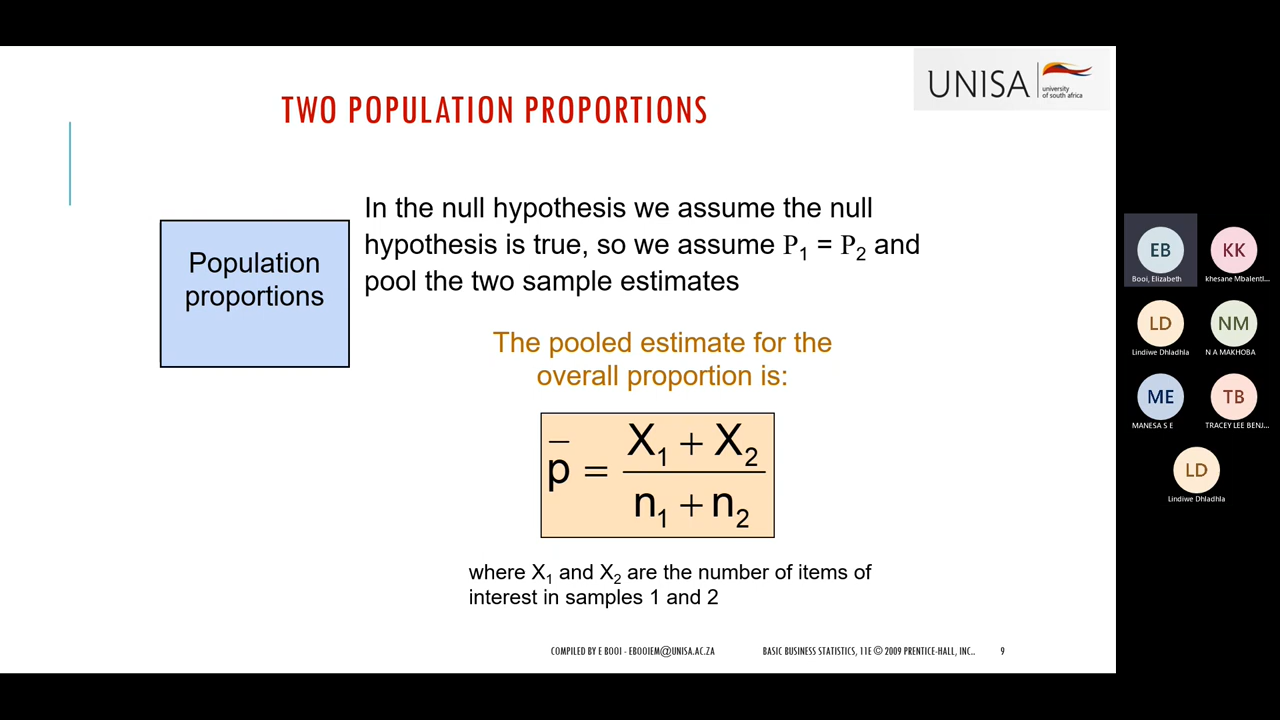 UNISA
university
of south africa
TWO POPULATION PROPORTIONS
Population
proportions
In the null hypothesis we assume the null
hypothesis is true, so we assume P₁ = P₂ and
pool the two sample estimates
The pooled estimate for the
overall proportion is:
p̅ = (X₁ + X₂) / (n₁ + n₂)
where X₁ and X₂ are the number of items of
interest in samples 1 and 2
COMPILED BY E BOOI - EBOOIEM@UNISA.AC.ZA
BASIC BUSINESS STATISTICS, 11E © 2009 PRENTICE-HALL, INC..
9
EB
Booi, Elizabeth
KK
khesane Mbalentl...
LD
Lindiwe Dhladhla
NM
N A MAKHOBA
ME
MANESA S E
TB
TRACEY LEE BENJ...
LD
Lindiwe Dhladhla